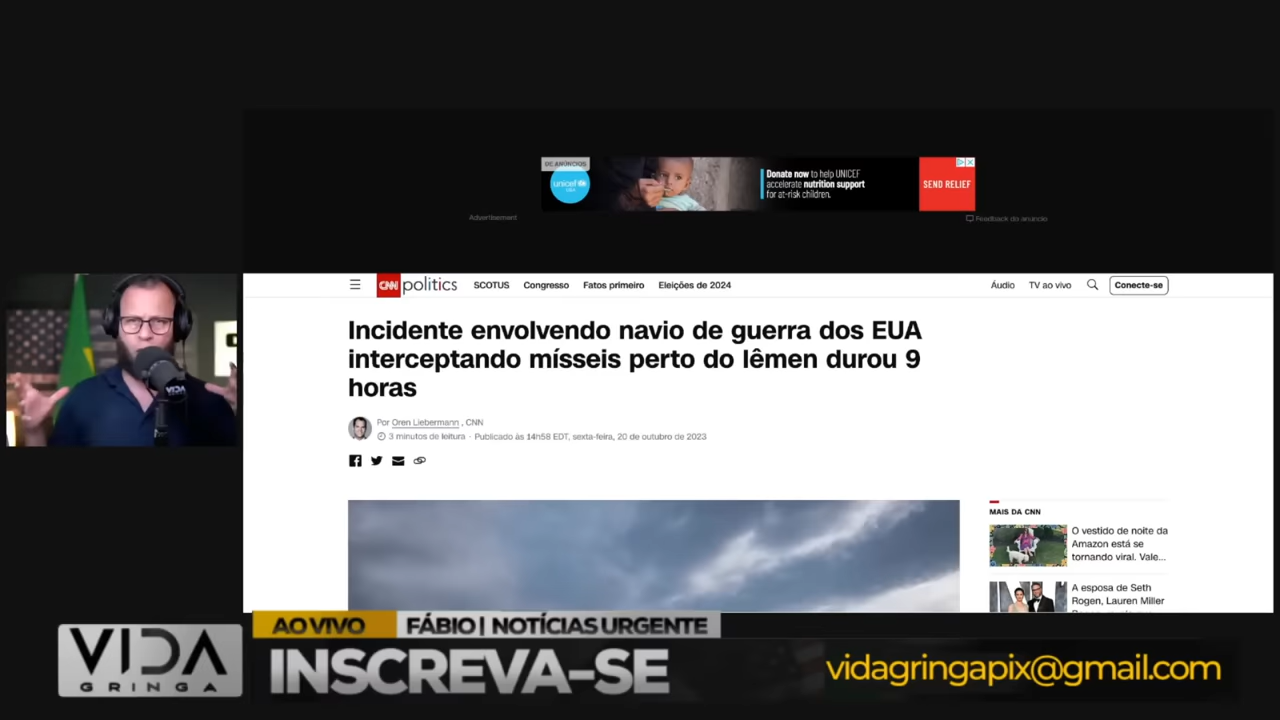 DE ANÚNCIOS
unicef
USA
Donate now to help UNICEF
accelerate nutrition support
for at-risk children.
SEND RELIEF
Advertisement
Feedback do anúncio
CNN politics
SCOTUS
Congresso
Fatos primeiro
Eleições de 2024
Áudio
TV ao vivo
Conecte-se
Incidente envolvendo navio de guerra dos EUA
interceptando mísseis perto do Iêmen durou 9
horas
Por Oren Liebermann , CNN
3 minutos de leitura · Publicado às 14h58 EDT, sexta-feira, 20 de outubro de 2023
MAIS DA CNN
O vestido de noite da
Amazon está se
tornando viral. Vale...
A esposa de Seth
Rogen, Lauren Miller
VIDA
AO VIVO
FÁBIO | NOTÍCIAS URGENTE
VIDA
GRINGA
INSCREVA-SE
vidagringapix@gmail.com